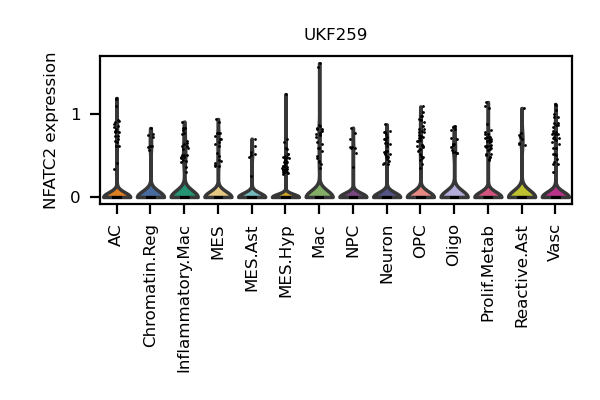 UKF259
NFATC2 expression
1
0
AC
Chromatin.Reg
Inflammatory.Mac
MES
MES.Ast
MES.Hyp
Mac
NPC
Neuron
OPC
Oligo
Prolif.Metab
Reactive.Ast
Vasc